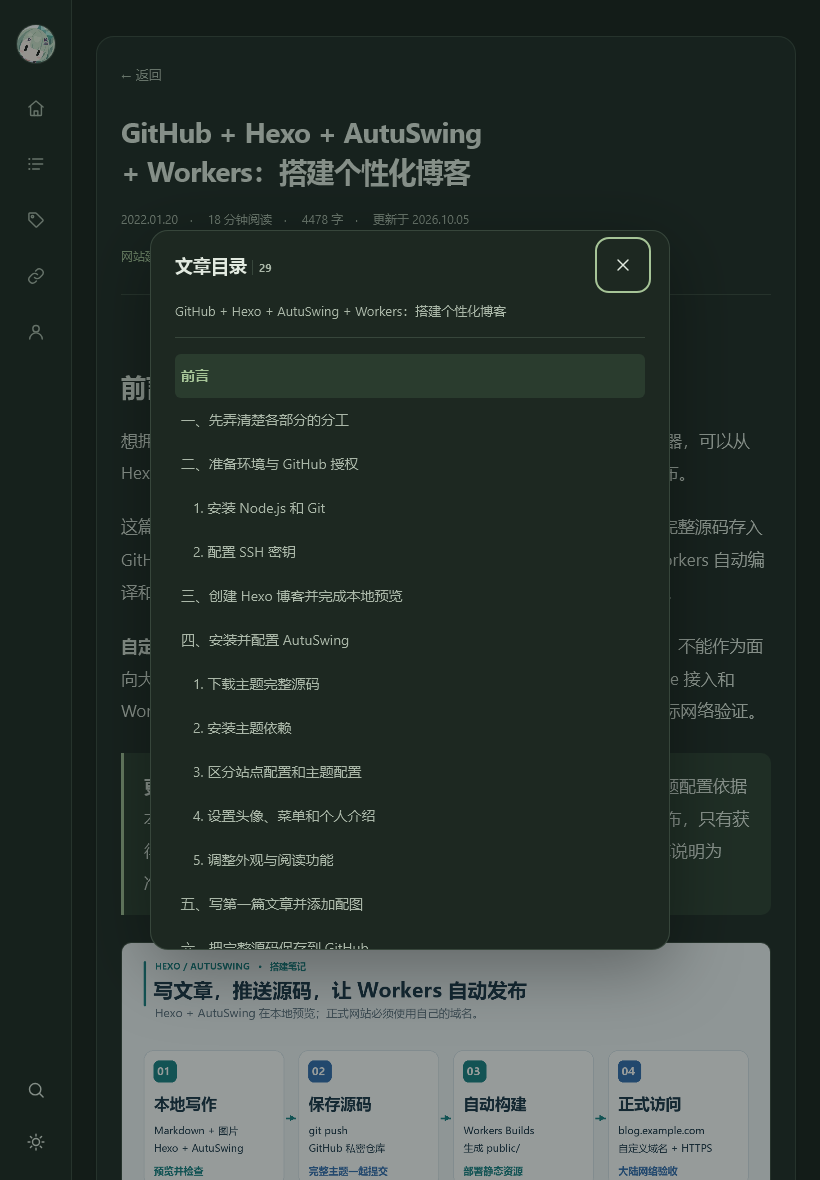 ← 返回
GitHub + Hexo + AutuSwing
+ Workers：搭建个性化博客
2022.01.20 · 18 分钟阅读 · 4478 字 · 更新于 2026.10.05
网站
文章目录 29
GitHub + Hexo + AutuSwing + Workers：搭建个性化博客
前言
一、先弄清楚各部分的分工
二、准备环境与 GitHub 授权
1. 安装 Node.js 和 Git
2. 配置 SSH 密钥
三、创建 Hexo 博客并完成本地预览
四、安装并配置 AutuSwing
1. 下载主题完整源码
2. 安装主题依赖
3. 区分站点配置和主题配置
4. 设置头像、菜单和个人介绍
5. 调整外观与阅读功能
五、写第一篇文章并添加配图
六、把完整源码保存到 GitHub
前
想拥
器，可以从
Hex
布。
这篇
完整源码存入
GitH
orkers 自动编
译和
自定
不能作为面
向大
e 接入和
Wor
际网络验证。
题配置依据
布，只有获
说明为
HEXO / AUTUSWING · 搭建笔记
写文章，推送源码，让 Workers 自动发布
Hexo + AutuSwing 在本地预览；正式网站必须使用自己的域名。
01
本地写作
Markdown + 图片
Hexo + AutuSwing
预览并检查
02
保存源码
git push
GitHub 私密仓库
完整主题一起提交
03
自动构建
Workers Builds
生成 public/
部署静态资源
04
正式访问
blog.example.com
自定义域名 + HTTPS
大陆网络验收